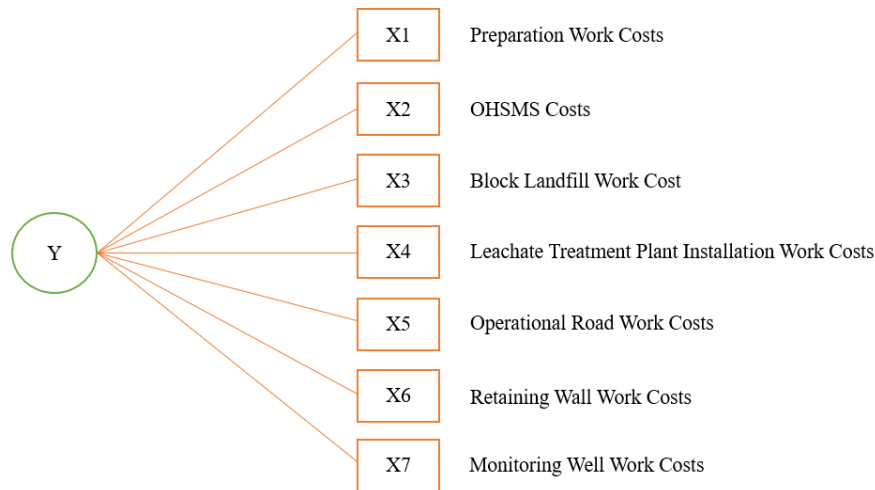 X1 Preparation Work Costs
X2 OHSMS Costs
X3 Block Landfill Work Cost
Y X4 Leachate Treatment Plant Installation Work Costs
X5 Operational Road Work Costs
X6 Retaining Wall Work Costs
X7 Monitoring Well Work Costs